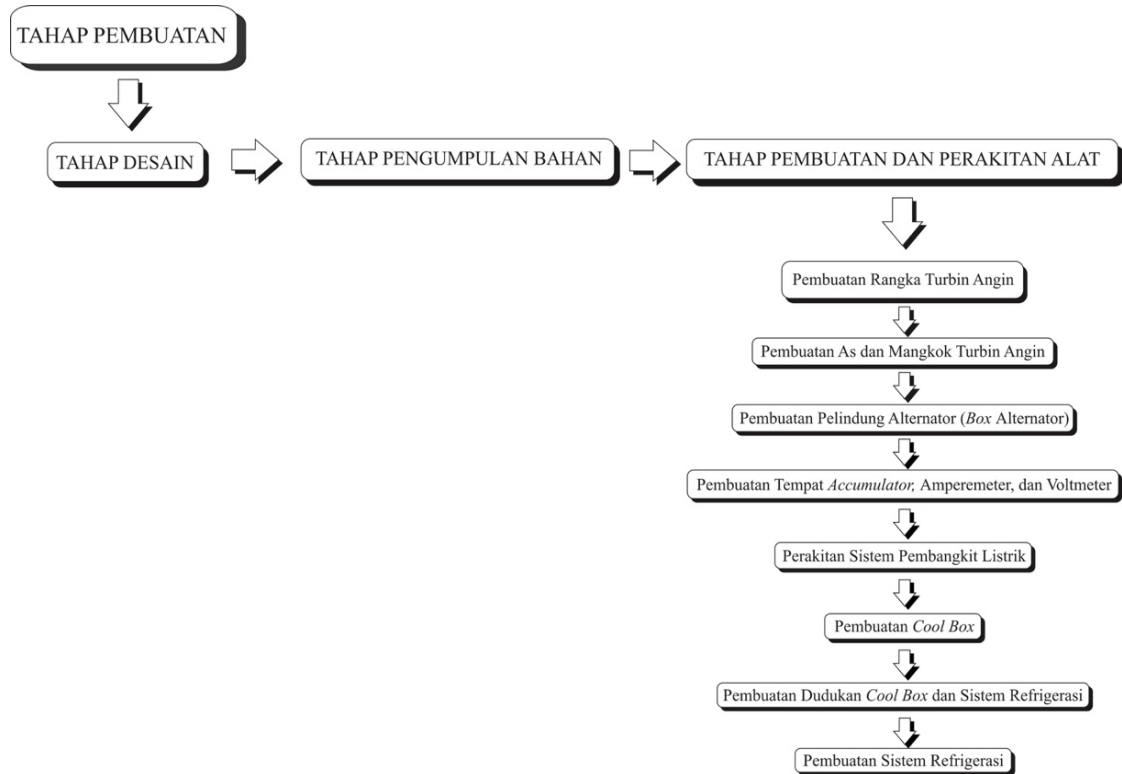 TAHAP PEMBUATAN
TAHAP DESAIN
TAHAP PENGUMPULAN BAHAN
TAHAP PEMBUATAN DAN PERAKITAN ALAT
Pembuatan Rangka Turbin Angin
Pembuatan As dan Mangkok Turbin Angin
Pembuatan Pelindung Alternator (Box Alternator)
Pembuatan Tempat Accumulator, Amperemeter, dan Voltmeter
Perakitan Sistem Pembangkit Listrik
Pembuatan Cool Box
Pembuatan Dudukan Cool Box dan Sistem Refrigerasi
Pembuatan Sistem Refrigerasi